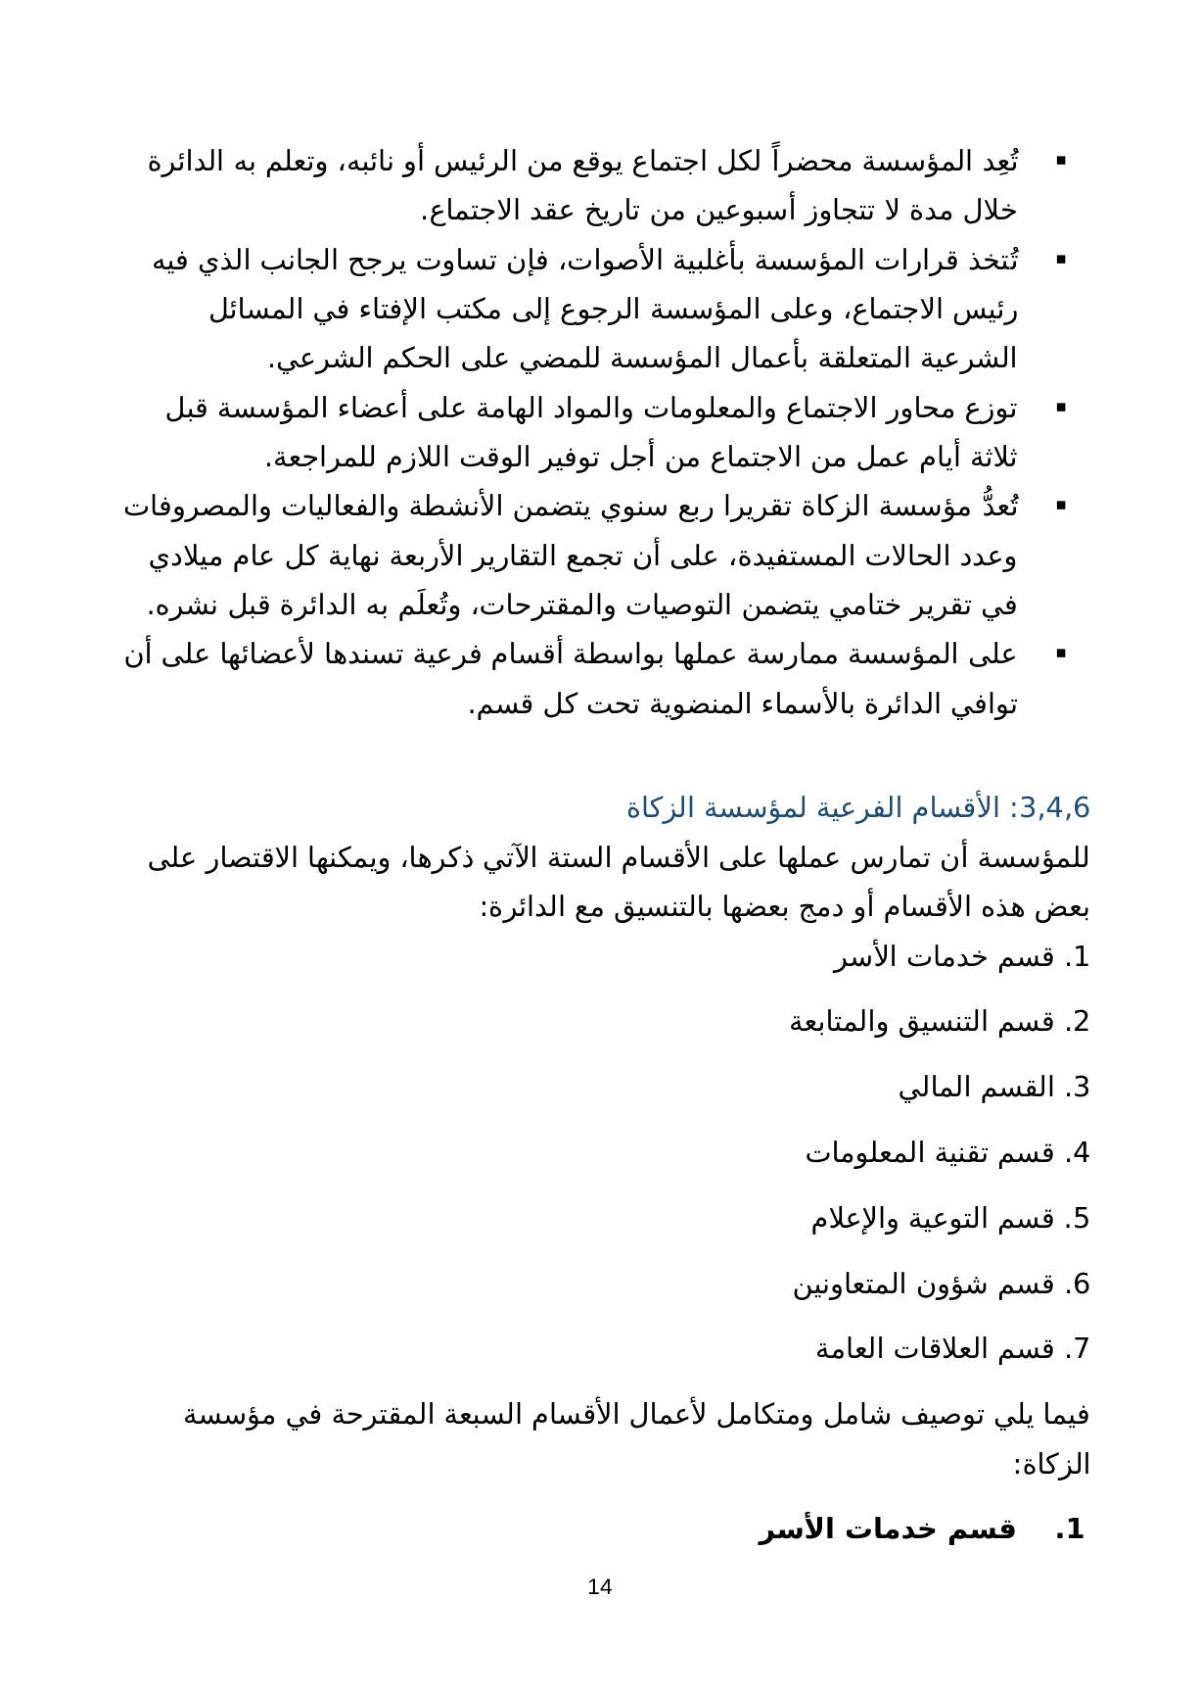 ▪ تُعِد المؤسسة محضراً لكل اجتماع يوقع من الرئيس أو نائبه، وتعلم به الدائرة
خلال مدة لا تتجاوز أسبوعين من تاريخ عقد الاجتماع.
▪ تُتخذ قرارات المؤسسة بأغلبية الأصوات، فإن تساوت يرجح الجانب الذي فيه
رئيس الاجتماع، وعلى المؤسسة الرجوع إلى مكتب الإفتاء في المسائل
الشرعية المتعلقة بأعمال المؤسسة للمضي على الحكم الشرعي.
▪ توزع محاور الاجتماع والمعلومات والمواد الهامة على أعضاء المؤسسة قبل
ثلاثة أيام عمل من الاجتماع من أجل توفير الوقت اللازم للمراجعة.
▪ تُعدُّ مؤسسة الزكاة تقريرا ربع سنوي يتضمن الأنشطة والفعاليات والمصروفات
وعدد الحالات المستفيدة، على أن تجمع التقارير الأربعة نهاية كل عام ميلادي
في تقرير ختامي يتضمن التوصيات والمقترحات، وتُعلَم به الدائرة قبل نشره.
▪ على المؤسسة ممارسة عملها بواسطة أقسام فرعية تسندها لأعضائها على أن
توافي الدائرة بالأسماء المنضوية تحت كل قسم.
3,4,6: الأقسام الفرعية لمؤسسة الزكاة
للمؤسسة أن تمارس عملها على الأقسام الستة الآتي ذكرها، ويمكنها الاقتصار على
بعض هذه الأقسام أو دمج بعضها بالتنسيق مع الدائرة:
1. قسم خدمات الأسر
2. قسم التنسيق والمتابعة
3. القسم المالي
4. قسم تقنية المعلومات
5. قسم التوعية والإعلام
6. قسم شؤون المتعاونين
7. قسم العلاقات العامة
فيما يلي توصيف شامل ومتكامل لأعمال الأقسام السبعة المقترحة في مؤسسة
الزكاة:
1. قسم خدمات الأسر
14